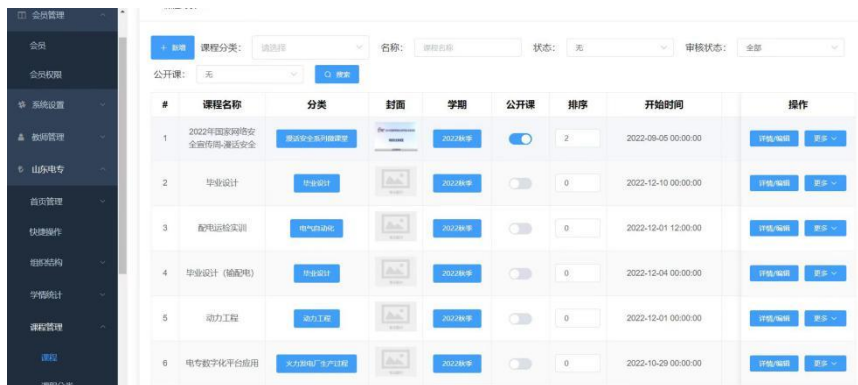 会员管理
会员
会员权限
系统设置
教师管理
山东电专
首页管理
快捷操作
组织结构
学情统计
课程管理
课程
+ 新增 课程分类： 请选择 名称： 课程名称 状态： 无 审核状态： 全部
公开课： 无 搜索
# 课程名称 分类 封面 学期 公开课 排序 开始时间 操作
1 2022年国家网络安全宣传周-漫话安全 漫话安全系列微课堂 2022秋季 2 2022-09-05 00:00:00 详情/编辑 更多
2 毕业设计 毕业设计 2022秋季 0 2022-12-10 00:00:00 详情/编辑 更多
3 配电运检实训 电气自动化 2022秋季 0 2022-12-01 12:00:00 详情/编辑 更多
4 毕业设计（输配电） 毕业设计 2022秋季 0 2022-12-04 00:00:00 详情/编辑 更多
5 动力工程 动力工程 2022秋季 0 2022-12-01 00:00:00 详情/编辑 更多
6 电专数字化平台应用 火力发电厂生产过程 2022秋季 0 2022-10-29 00:00:00 详情/编辑 更多